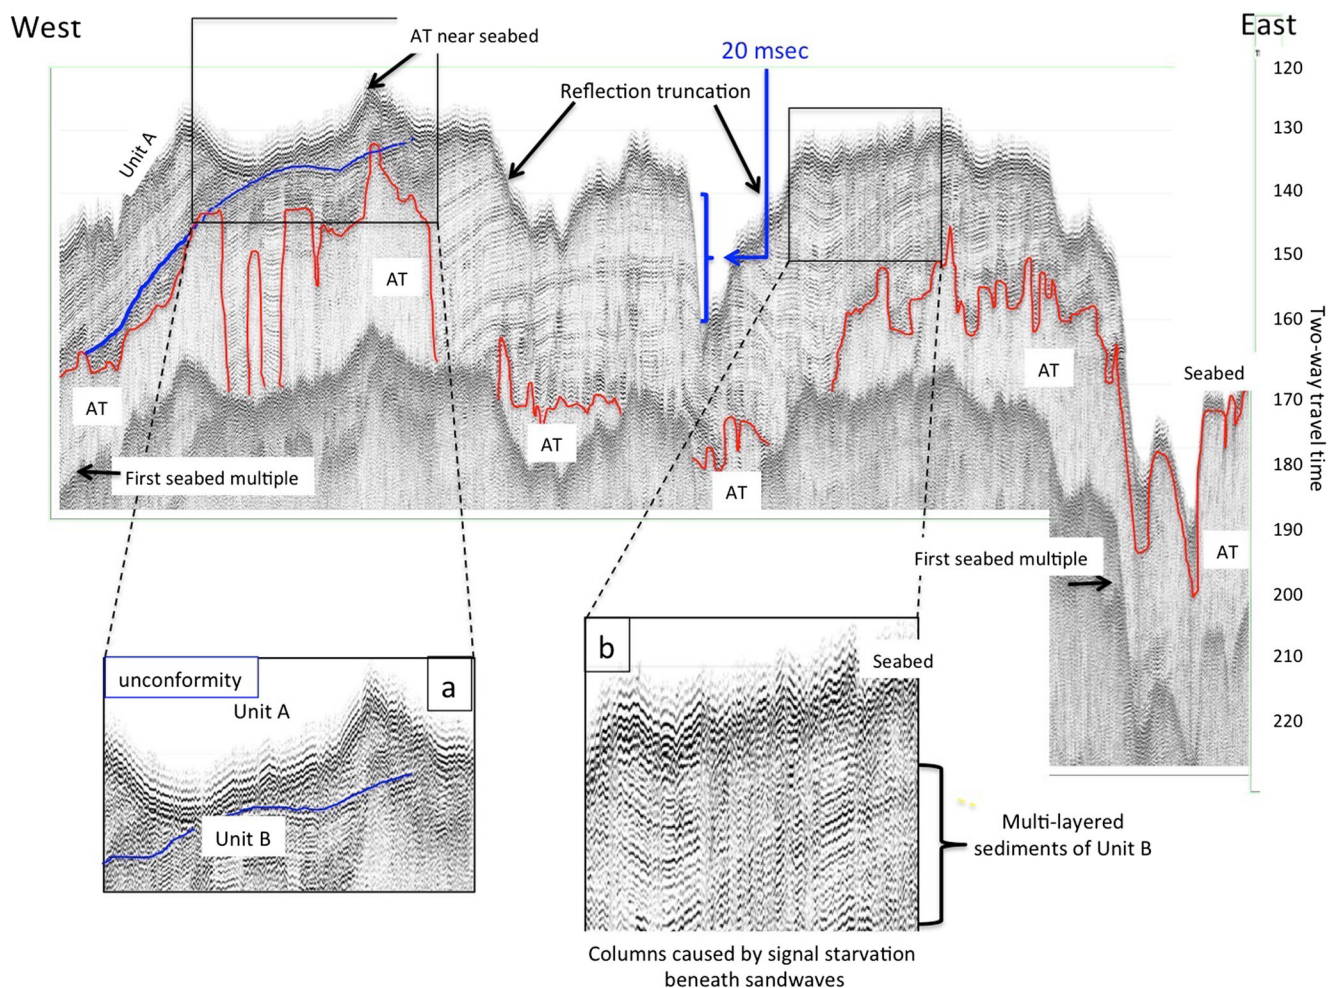 West
East
AT near seabed
20 msec
Reflection truncation
Unit A
120
130
140
150
160
170
180
190
200
210
220
Two-way travel time
AT
AT
AT
AT
AT
AT
Seabed
First seabed multiple
First seabed multiple
unconformity
a
Unit A
Unit B
b
Seabed
Multi-layered
sediments of Unit B
Columns caused by signal starvation
beneath sandwaves